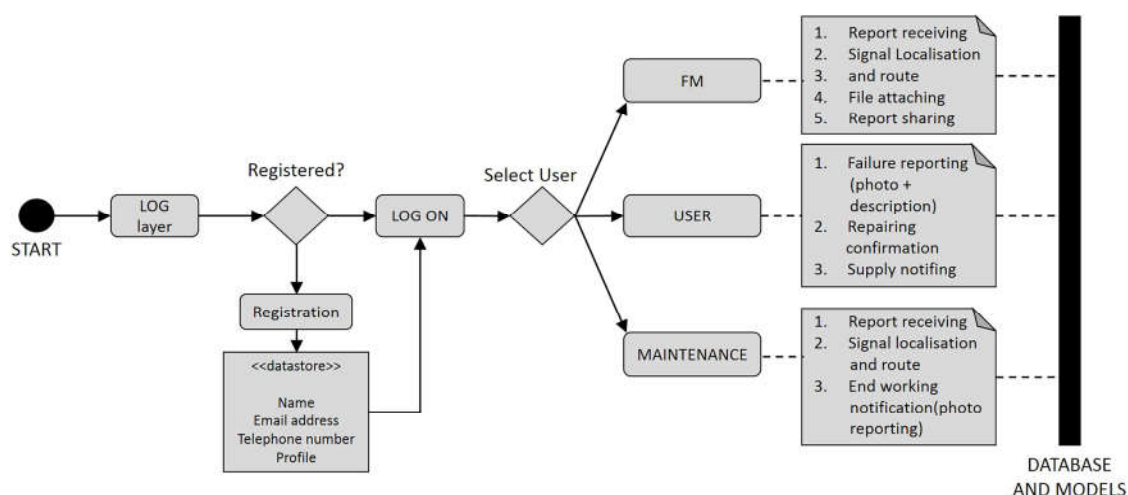 START
LOG
layer
Registered?
Registration
<<datastore>>
Name
Email address
Telephone number
Profile
LOG ON
Select User
FM
1. Report receiving
2. Signal Localisation
3. and route
4. File attaching
5. Report sharing
USER
1. Failure reporting
(photo +
description)
2. Repairing
confirmation
3. Supply notifing
MAINTENANCE
1. Report receiving
2. Signal localisation
and route
3. End working
notification(photo
reporting)
DATABASE
AND MODELS